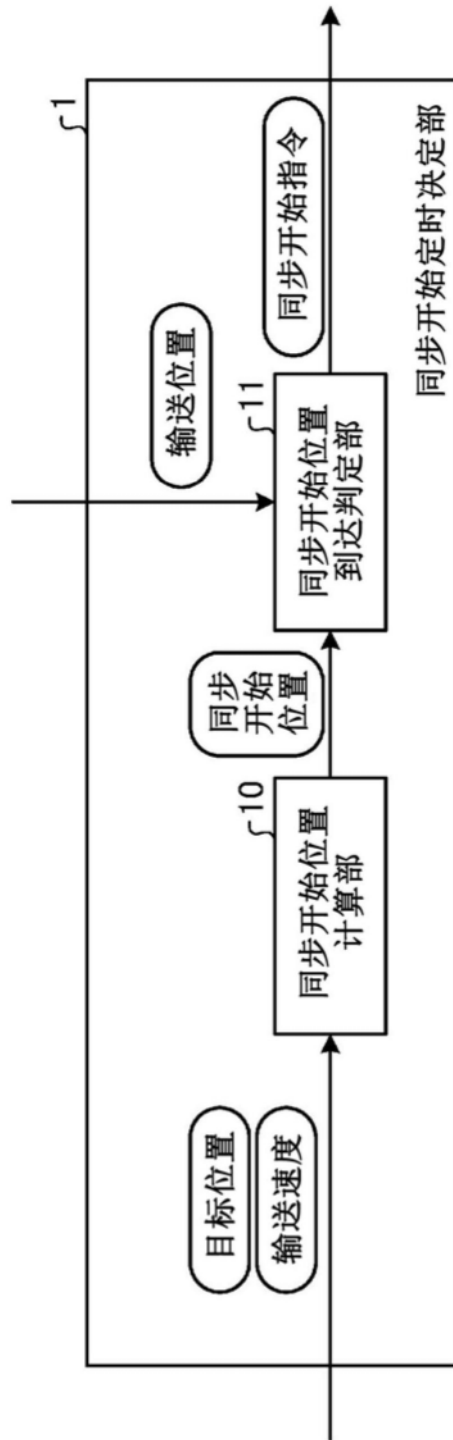 1
输送位置
同步开始指令
11
同步开始位置
到达判定部
同步
开始
位置
10
同步开始位置
计算部
目标位置
输送速度
同步开始定时决定部